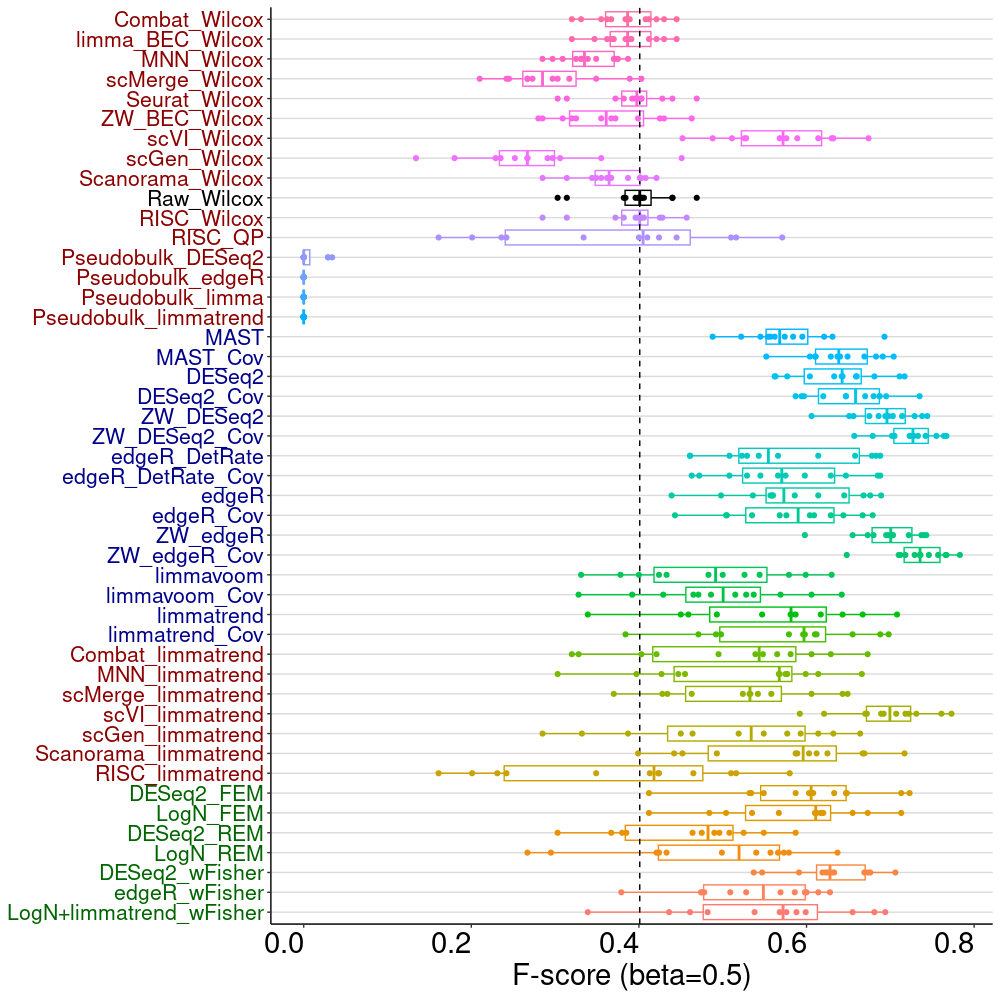 Combat_Wilcox
limma_BEC_Wilcox
MNN_Wilcox
scMerge_Wilcox
Seurat_Wilcox
ZW_BEC_Wilcox
scVI_Wilcox
scGen_Wilcox
Scanorama_Wilcox
Raw_Wilcox
RISC_Wilcox
RISC_QP
Pseudobulk_DESeq2
Pseudobulk_edgeR
Pseudobulk_limma
Pseudobulk_limmatrend
MAST
MAST_Cov
DESeq2
DESeq2_Cov
ZW_DESeq2
ZW_DESeq2_Cov
edgeR_DetRate
edgeR_DetRate_Cov
edgeR
edgeR_Cov
ZW_edgeR
ZW_edgeR_Cov
limmavoom
limmavoom_Cov
limmatrend
limmatrend_Cov
Combat_limmatrend
MNN_limmatrend
scMerge_limmatrend
scVI_limmatrend
scGen_limmatrend
Scanorama_limmatrend
RISC_limmatrend
DESeq2_FEM
LogN_FEM
DESeq2_REM
LogN_REM
DESeq2_wFisher
edgeR_wFisher
LogN+limmatrend_wFisher
0.0 0.2 0.4 0.6 0.8
F-score (beta=0.5)